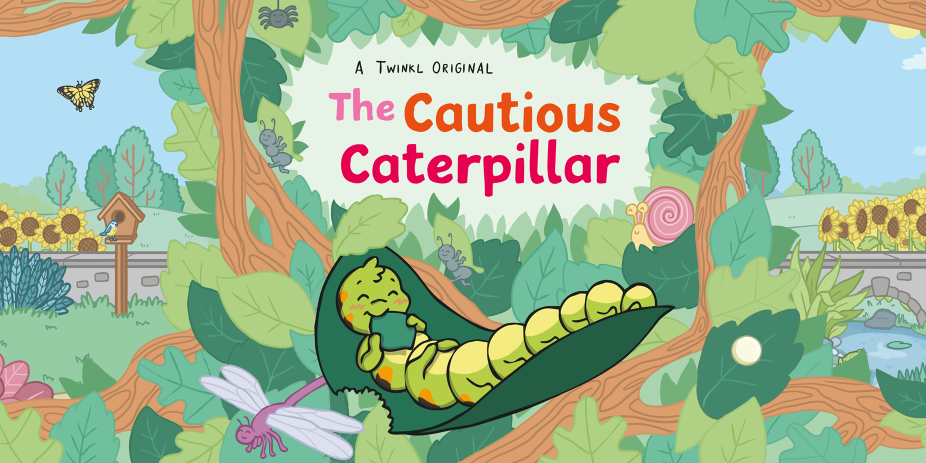 A Twinkl Original
The Cautious
Caterpillar